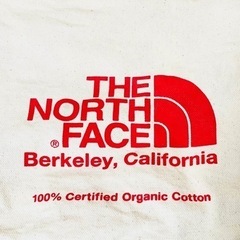 THE
NORTH
FACE
®
Berkeley, California
100% Certified Organic Cotton